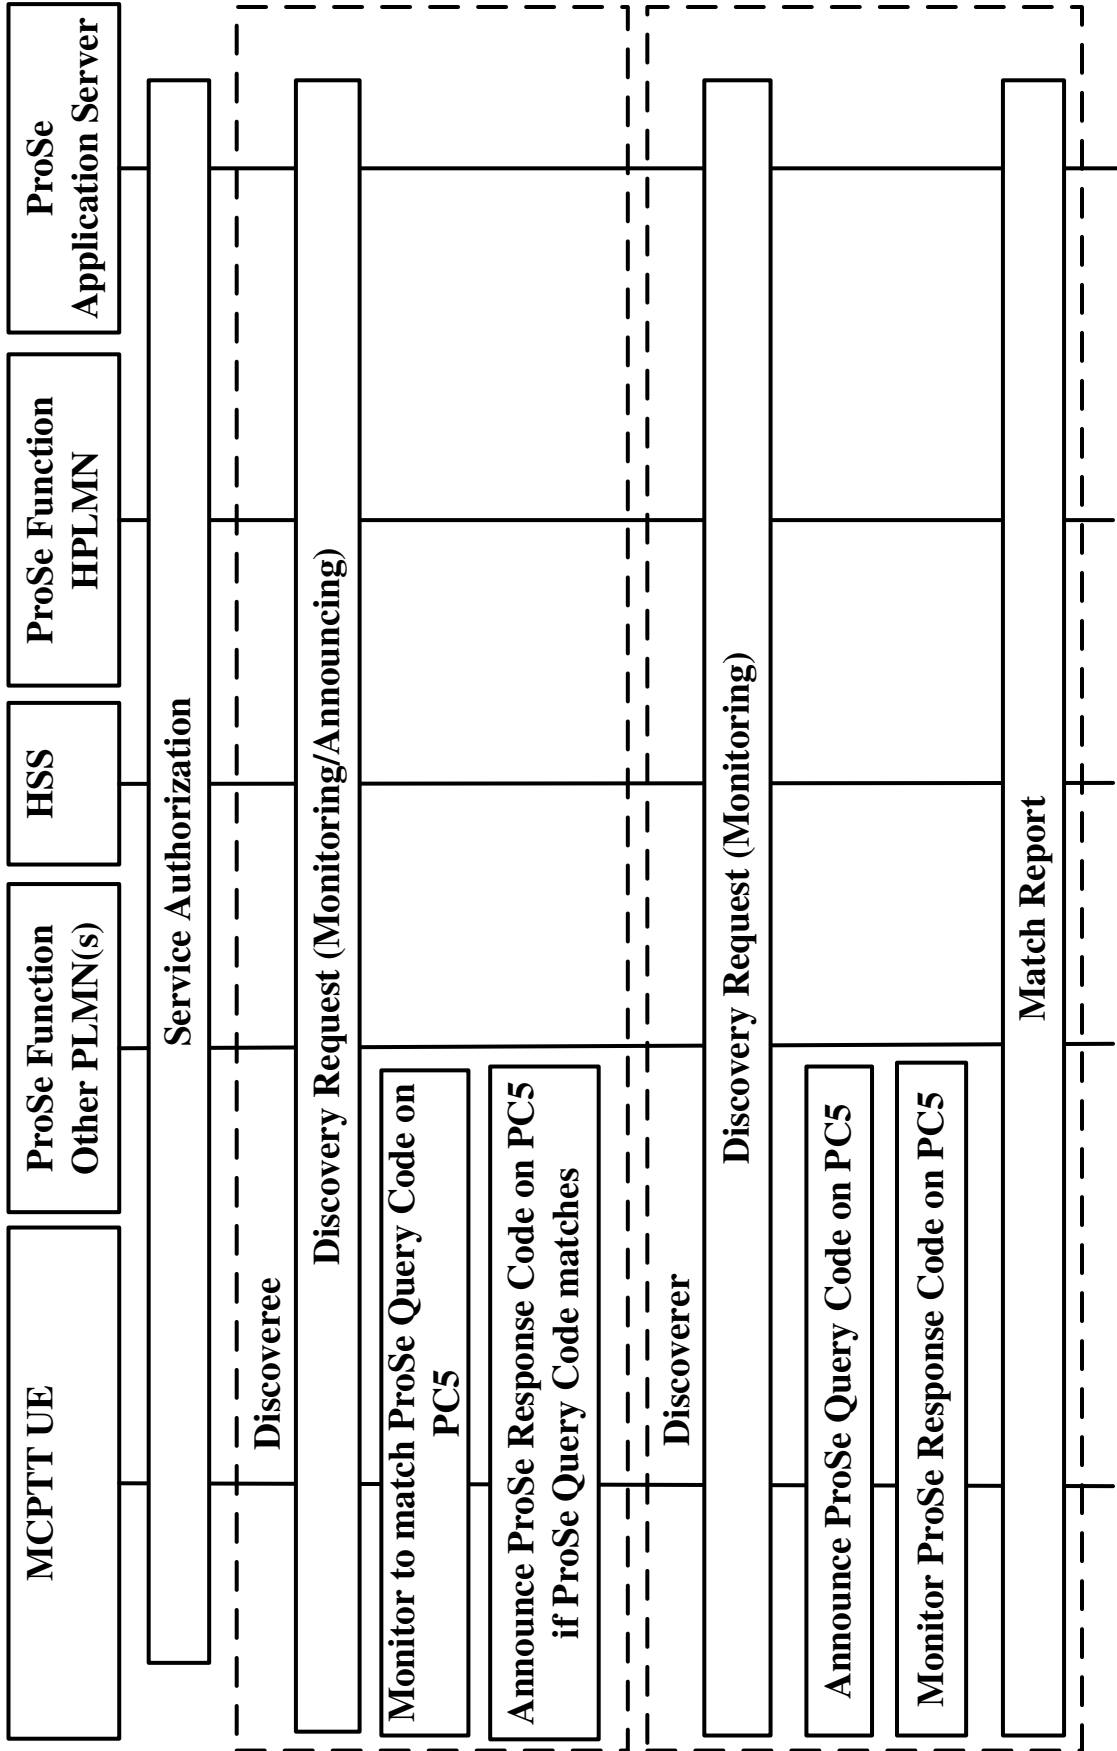 MCPTT UE
ProSe Function
Other PLMN(s)
HSS
ProSe Function
HPLMN
ProSe
Application Server
Service Authorization
Discoveree
Discovery Request (Monitoring/Announcing)
Monitor to match ProSe Query Code on
PC5
Announce ProSe Response Code on PC5
if ProSe Query Code matches
Discoverer
Discovery Request (Monitoring)
Announce ProSe Query Code on PC5
Monitor ProSe Response Code on PC5
Match Report